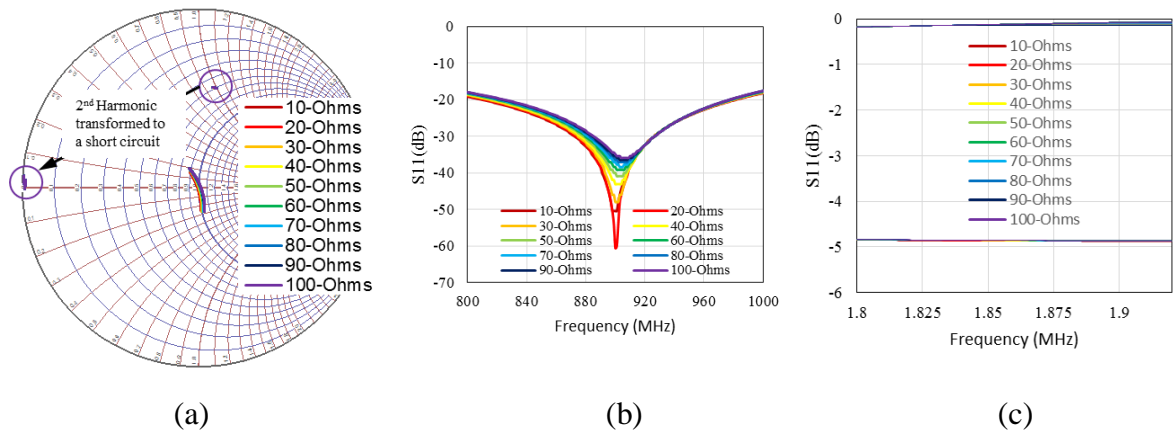 2nd Harmonic
transformed to
a short circuit
10-Ohms
20-Ohms
30-Ohms
40-Ohms
50-Ohms
60-Ohms
70-Ohms
80-Ohms
90-Ohms
100-Ohms
(a)
S11(dB)
0
-10
-20
-30
-40
-50
-60
-70
10-Ohms 20-Ohms
30-Ohms 40-Ohms
50-Ohms 60-Ohms
70-Ohms 80-Ohms
90-Ohms 100-Ohms
800 840 880 920 960 1000
Frequency (MHz)
(b)
S11 (dB)
0
-1
-2
-3
-4
-5
-6
10-Ohms
20-Ohms
30-Ohms
40-Ohms
50-Ohms
60-Ohms
70-Ohms
80-Ohms
90-Ohms
100-Ohms
1.8 1.825 1.85 1.875 1.9
Frequency (MHz)
(c)